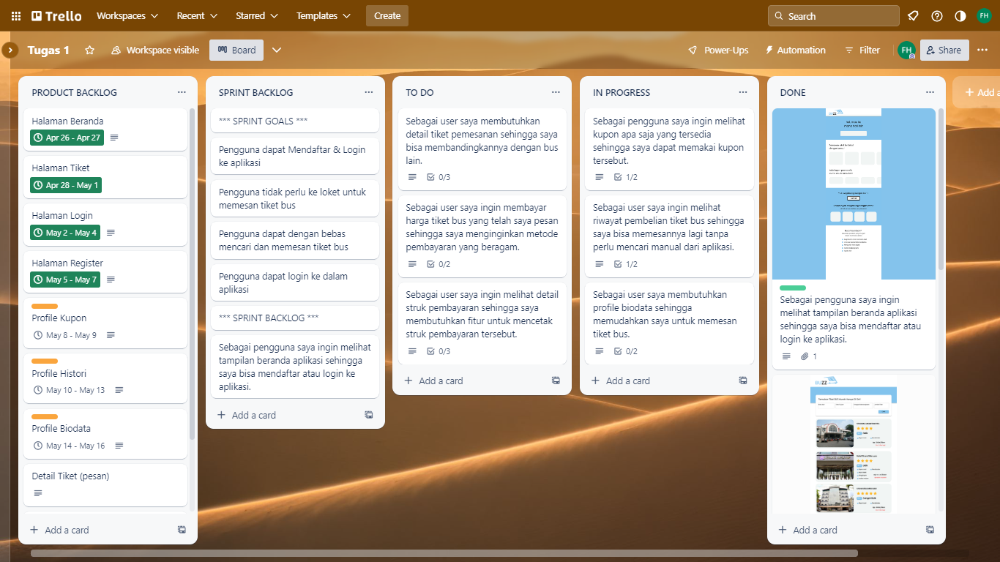 Trello
Workspaces
Recent
Starred
Templates
Create
Search
FH
Tugas 1
Workspace visible
Board
Power-Ups
Automation
Filter
FH
Share
PRODUCT BACKLOG
Halaman Beranda
Apr 26 - Apr 27
Halaman Tiket
Apr 28 - May 1
Halaman Login
May 2 - May 4
Halaman Register
May 5 - May 7
Profile Kupon
May 8 - May 9
Profile Histori
May 10 - May 13
Profile Biodata
May 14 - May 16
Detail Tiket (pesan)
+ Add a card
SPRINT BACKLOG
*** SPRINT GOALS ***
Pengguna dapat Mendaftar & Login
ke aplikasi
Pengguna tidak perlu ke loket untuk
memesan tiket bus
Pengguna dapat dengan bebas
mencari dan memesan tiket bus
Pengguna dapat login ke dalam
aplikasi
*** SPRINT BACKLOG ***
Sebagai pengguna saya ingin melihat
tampilan beranda aplikasi sehingga
saya bisa mendaftar atau login ke
aplikasi.
+ Add a card
TO DO
Sebagai user saya membutuhkan
detail tiket pemesanan sehingga saya
bisa membandingkannya dengan bus
lain.
0/3
Sebagai user saya ingin membayar
harga tiket bus yang telah saya pesan
sehingga saya menginginkan metode
pembayaran yang beragam.
0/2
Sebagai user saya ingin melihat detail
struk pembayaran sehingga saya
membutuhkan fitur untuk mencetak
struk pembayaran tersebut.
0/3
+ Add a card
IN PROGRESS
Sebagai pengguna saya ingin melihat
kupon apa saja yang tersedia
sehingga saya dapat memakai kupon
tersebut.
1/2
Sebagai user saya ingin melihat
riwayat pembelian tiket bus sehingga
saya bisa memesannya lagi tanpa
perlu mencari manual dari aplikasi.
1/2
Sebagai user saya membutuhkan
profile biodata sehingga
memudahkan saya untuk memesan
tiket bus.
0/2
+ Add a card
DONE
BUZZ
Sebagai pengguna saya ingin
melihat tampilan beranda aplikasi
sehingga saya bisa mendaftar atau
login ke aplikasi.
1
BUZZ
+ Add a card
+ Add a